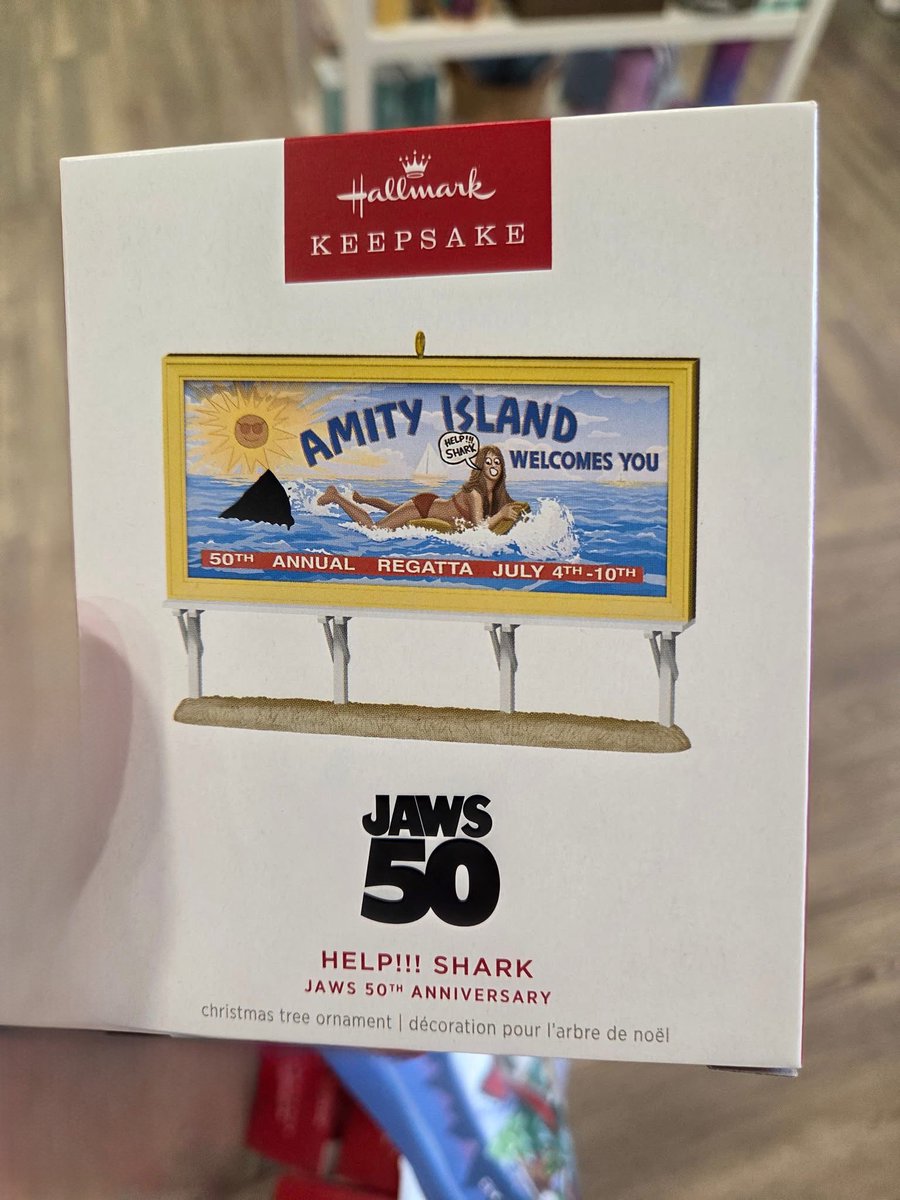 Hallmark
KEEPSAKE
AMITY ISLAND
HELP!!!
SHARK
WELCOMES YOU
50TH ANNUAL REGATTA JULY 4TH-10TH
JAWS
50
HELP!!! SHARK
JAWS 50TH ANNIVERSARY
christmas tree ornament | décoration pour l'arbre de noël